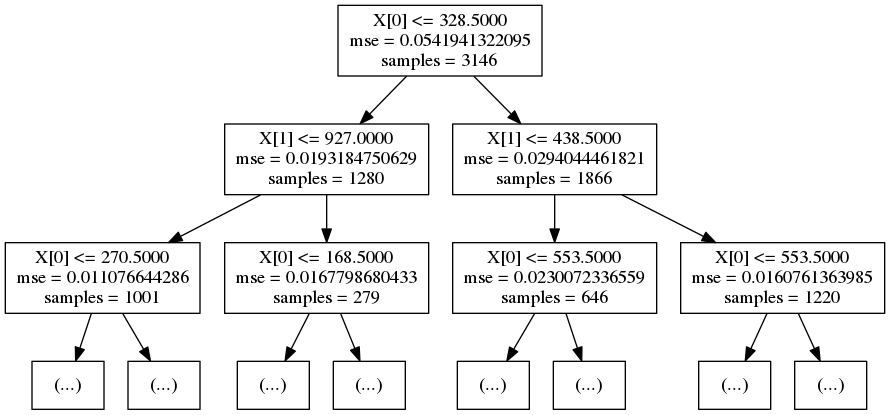 X[0] <= 328.5000
mse = 0.0541941322095
samples = 3146
X[1] <= 927.0000
mse = 0.0193184750629
samples = 1280
X[1] <= 438.5000
mse = 0.0294044461821
samples = 1866
X[0] <= 270.5000
mse = 0.011076644286
samples = 1001
X[0] <= 168.5000
mse = 0.0167798680433
samples = 279
X[0] <= 553.5000
mse = 0.0230072336559
samples = 646
X[0] <= 553.5000
mse = 0.0160761363985
samples = 1220
(...)
(...)
(...)
(...)
(...)
(...)
(...)
(...)